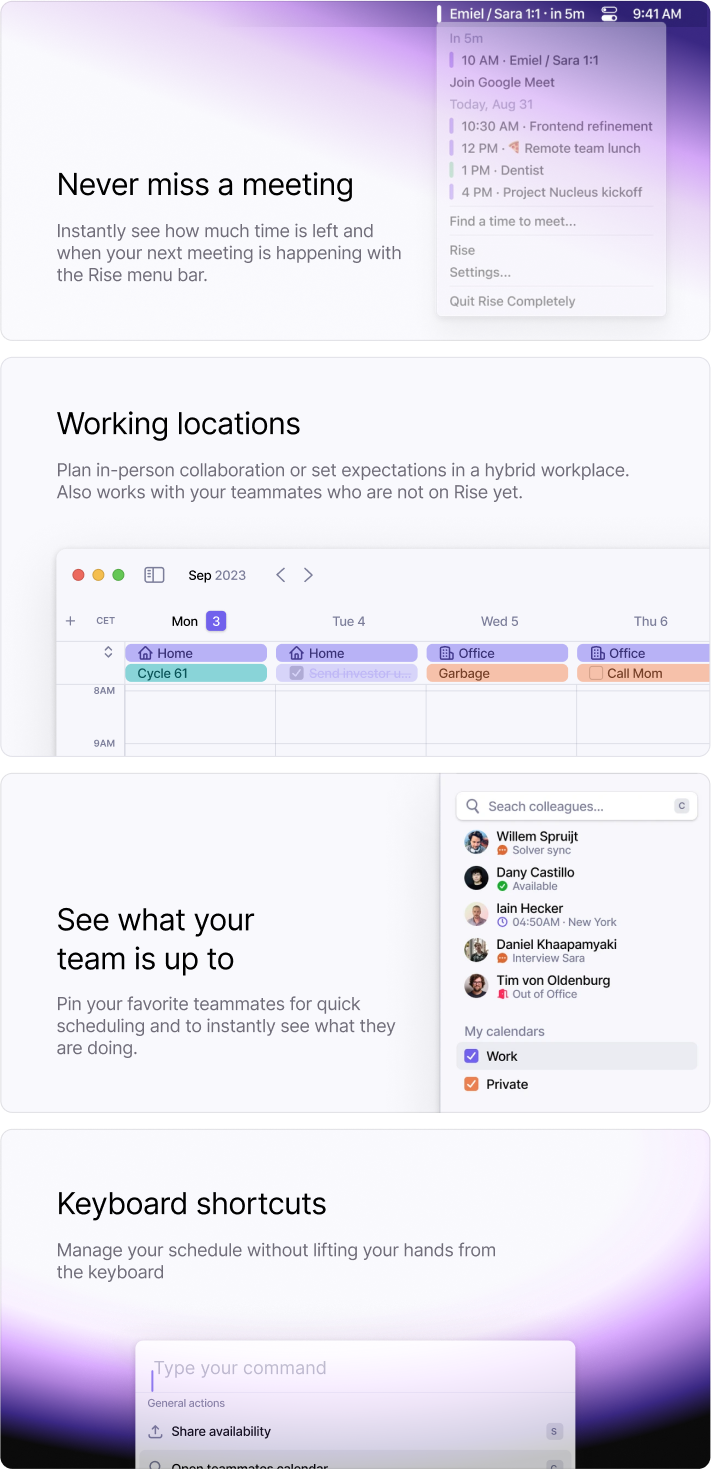 Emiel / Sara 1:1 · in 5m 9:41 AM
In 5m
10 AM · Emiel / Sara 1:1
Join Google Meet
Today, Aug 31
10:30 AM · Frontend refinement
12 PM · 🍕 Remote team lunch
1 PM · Dentist
4 PM · Project Nucleus kickoff
Find a time to meet...
Rise
Settings...
Quit Rise Completely
Never miss a meeting
Instantly see how much time is left and
when your next meeting is happening with
the Rise menu bar.
Working locations
Plan in-person collaboration or set expectations in a hybrid workplace.
Also works with your teammates who are not on Rise yet.
Sep 2023
+ CET Mon 3 Tue 4 Wed 5 Thu 6
Home Home Office Office
Cycle 61 Send investor u... Garbage Call Mom
8AM
9AM
See what your
team is up to
Pin your favorite teammates for quick
scheduling and to instantly see what they
are doing.
Seach colleagues... C
Willem Spruijt
Solver sync
Dany Castillo
Available
Iain Hecker
04:50AM · New York
Daniel Khaapamyaki
Interview Sara
Tim von Oldenburg
Out of Office
My calendars
Work
Private
Keyboard shortcuts
Manage your schedule without lifting your hands from
the keyboard
Type your command
General actions
Share availability S
Open teammates calendar C